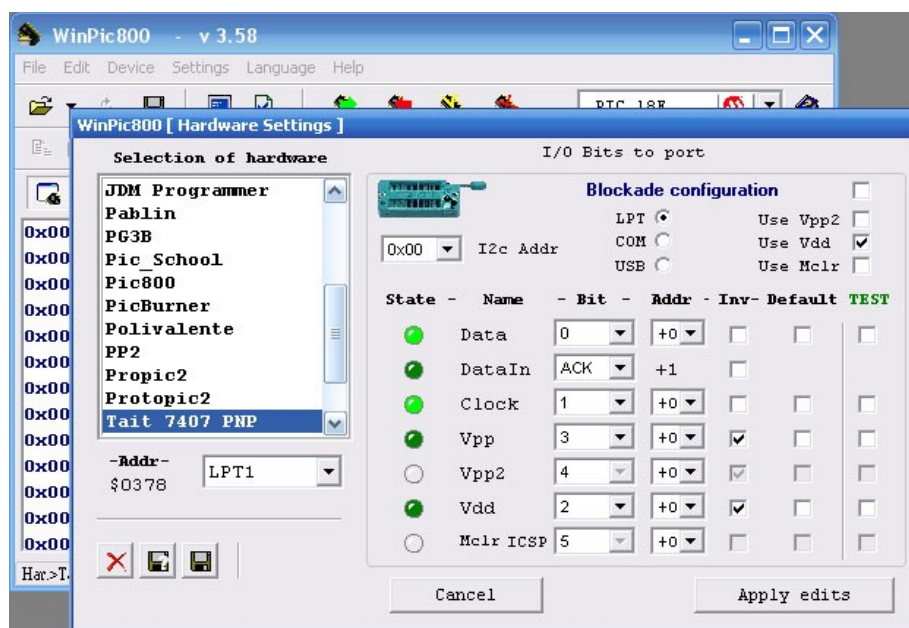 WinPic800 - v 3.58
File Edit Device Settings Language Help
PIC 18F
WinPic800 [ Hardware Settings ]
Selection of hardware
I/O Bits to port
JDM Programmer
Pablin
PG3B
Pic_School
Pic800
PicBurner
Polivalente
PP2
Propic2
Protopic2
Tait 7407 PNP
-Addr-
$0378
LPT1
Blockade configuration
LPT
COM
USB
Use Vpp2
Use Vdd
Use Mclr
0x00 I2c Addr
State - Name - Bit - Addr - Inv- Default TEST
Data 0 +0
DataIn ACK +1
Clock 1 +0
Vpp 3 +0
Vpp2 4 +0
Vdd 2 +0
Mclr ICSP 5 +0
Cancel
Apply edits
0x00
0x00
0x00
0x00
0x00
0x00
0x00
0x00
0x00
0x00
0x00
0x00
0x00
Har.>T